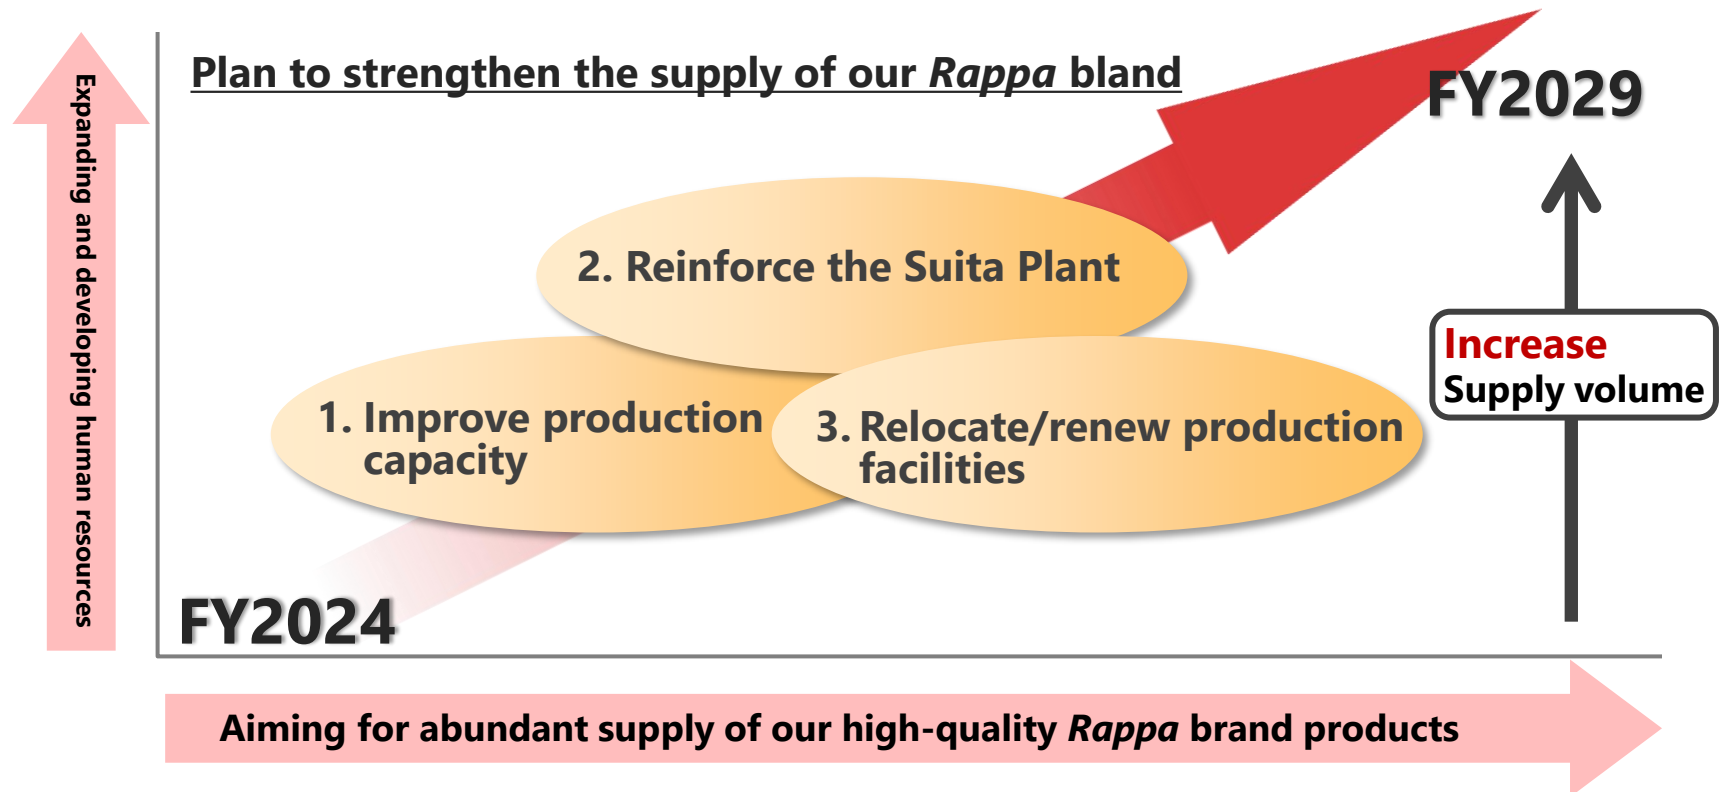 Plan to strengthen the supply of our Rappa bland
FY2029
Expanding and developing human resources
2. Reinforce the Suita Plant
Increase
Supply volume
1. Improve production
capacity
3. Relocate/renew production
facilities
FY2024
Aiming for abundant supply of our high-quality Rappa brand products